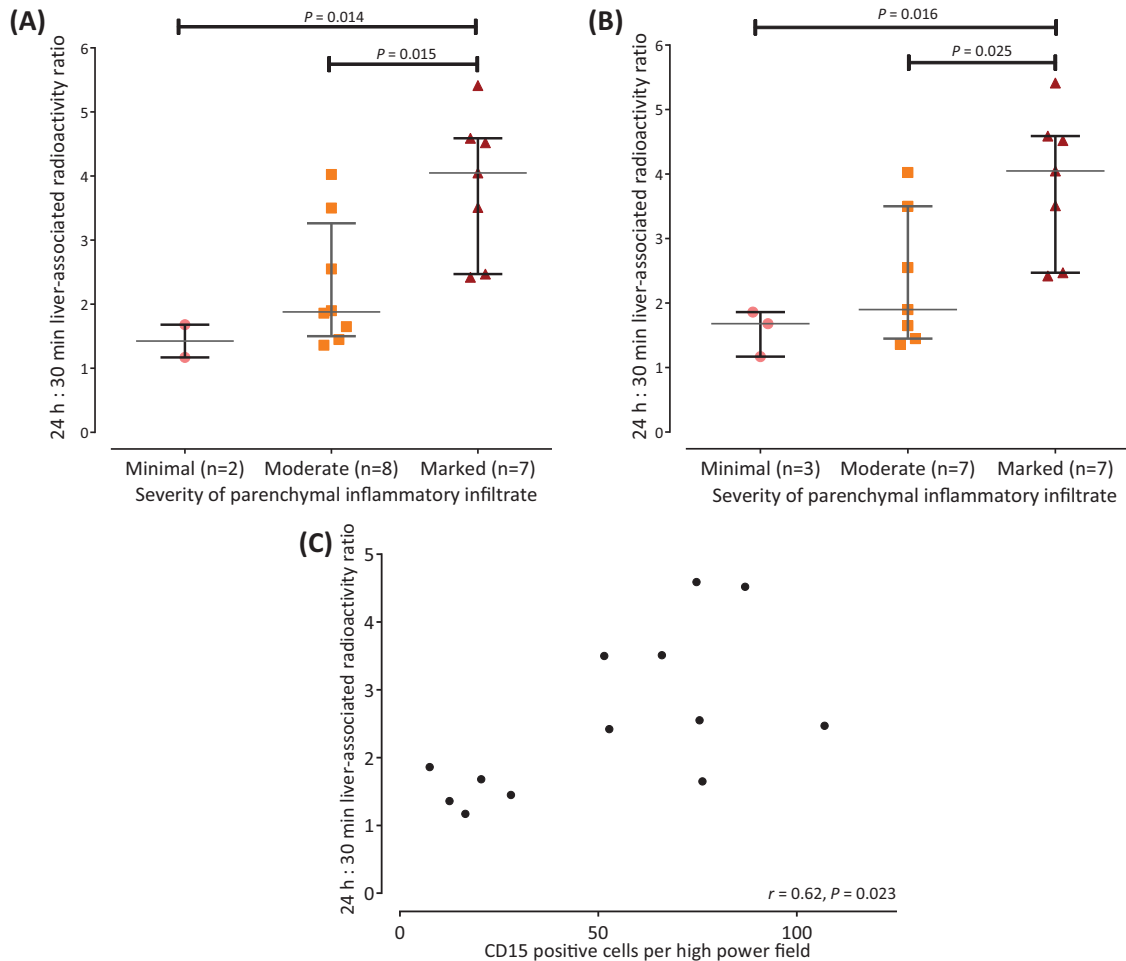 (A)
P = 0.014
P = 0.015
24 h : 30 min liver-associated radioactivity ratio
6
5
4
3
2
1
0
Minimal (n=2) Moderate (n=8) Marked (n=7)
Severity of parenchymal inflammatory infiltrate
(B)
P = 0.016
P = 0.025
24 h : 30 min liver-associated radioactivity ratio
6
5
4
3
2
1
0
Minimal (n=3) Moderate (n=7) Marked (n=7)
Severity of parenchymal inflammatory infiltrate
(C)
24 h : 30 min liver-associated radioactivity ratio
5
4
3
2
1
0
r = 0.62, P = 0.023
0 50 100
CD15 positive cells per high power field